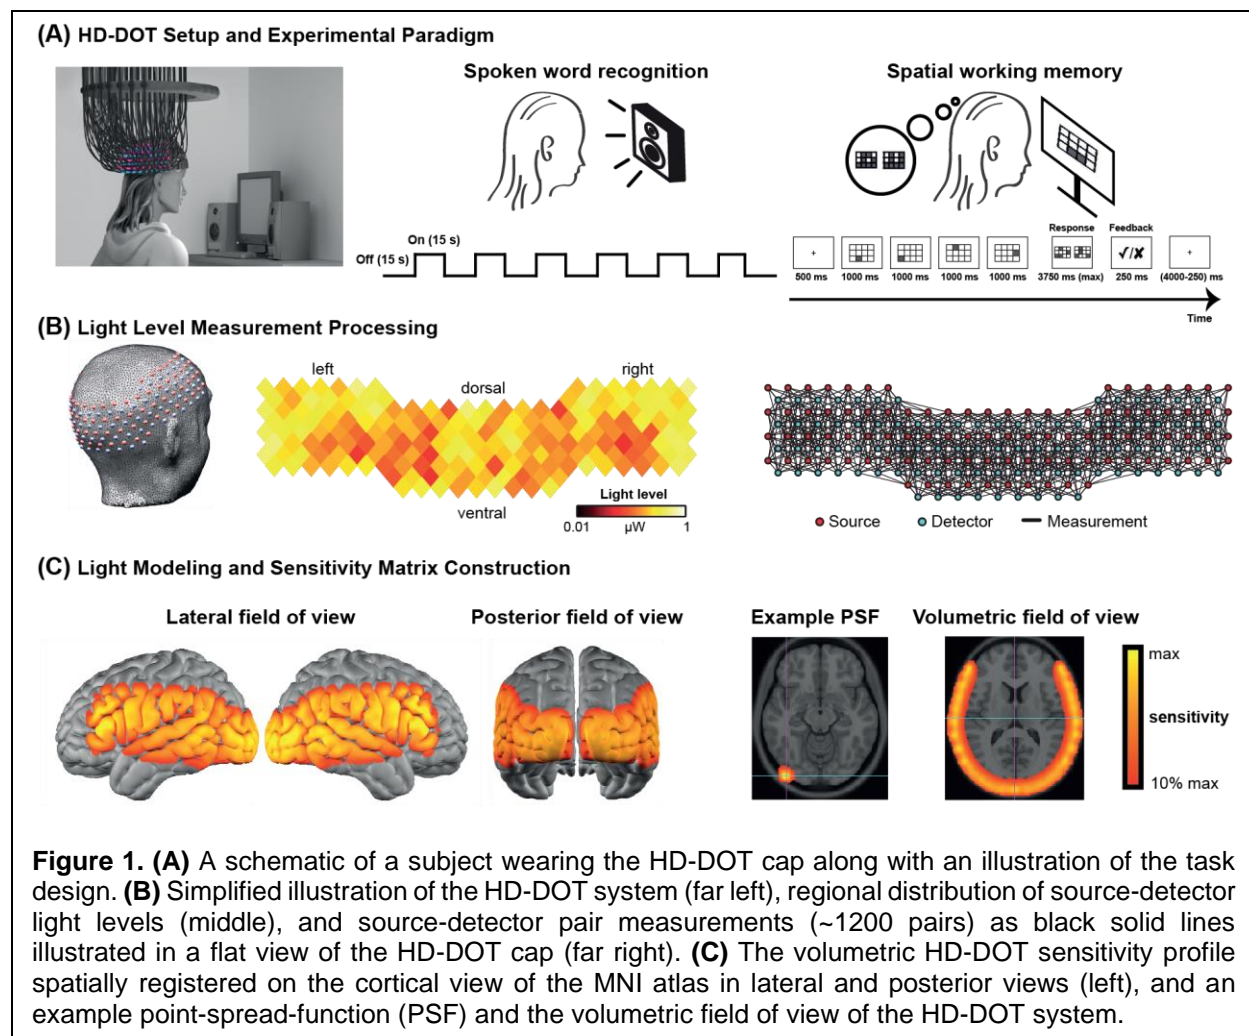 (A) HD-DOT Setup and Experimental Paradigm
Spoken word recognition
Spatial working memory
On (15 s)
Off (15 s)
Response
Feedback
+
✓/✘
+
500 ms
1000 ms
1000 ms
1000 ms
1000 ms
3750 ms (max)
250 ms
(4000-250) ms
Time
(B) Light Level Measurement Processing
left
dorsal
right
ventral
Light level
0.01
µW
1
Source
Detector
Measurement
(C) Light Modeling and Sensitivity Matrix Construction
Lateral field of view
Posterior field of view
Example PSF
Volumetric field of view
max
sensitivity
10% max
Figure 1. (A) A schematic of a subject wearing the HD-DOT cap along with an illustration of the task
design. (B) Simplified illustration of the HD-DOT system (far left), regional distribution of source-detector
light levels (middle), and source-detector pair measurements (~1200 pairs) as black solid lines
illustrated in a flat view of the HD-DOT cap (far right). (C) The volumetric HD-DOT sensitivity profile
spatially registered on the cortical view of the MNI atlas in lateral and posterior views (left), and an
example point-spread-function (PSF) and the volumetric field of view of the HD-DOT system.